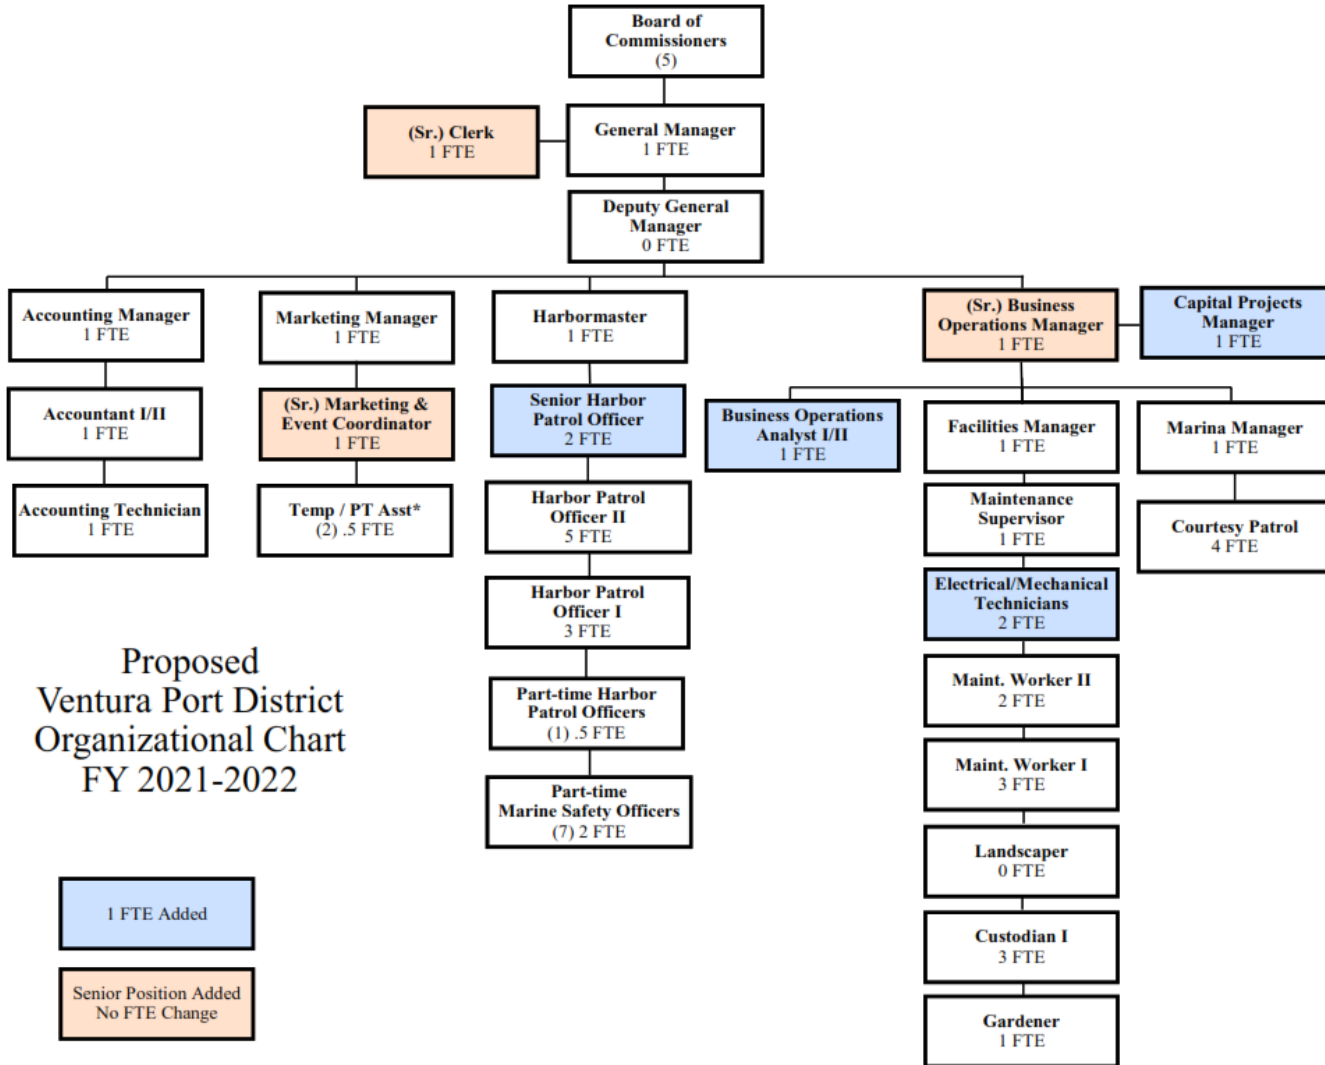 Board of
Commissioners
(5)
(Sr.) Clerk
1 FTE
General Manager
1 FTE
Deputy General
Manager
0 FTE
Accounting Manager
1 FTE
Marketing Manager
1 FTE
Harbormaster
1 FTE
(Sr.) Business
Operations Manager
1 FTE
Capital Projects
Manager
1 FTE
Accountant I/II
1 FTE
(Sr.) Marketing &
Event Coordinator
1 FTE
Senior Harbor
Patrol Officer
2 FTE
Business Operations
Analyst I/II
1 FTE
Facilities Manager
1 FTE
Marina Manager
1 FTE
Accounting Technician
1 FTE
Temp / PT Asst*
(2) .5 FTE
Harbor Patrol
Officer II
5 FTE
Maintenance
Supervisor
1 FTE
Courtesy Patrol
4 FTE
Harbor Patrol
Officer I
3 FTE
Electrical/Mechanical
Technicians
2 FTE
Part-time Harbor
Patrol Officers
(1) .5 FTE
Maint. Worker II
2 FTE
Part-time
Marine Safety Officers
(7) 2 FTE
Maint. Worker I
3 FTE
Landscaper
0 FTE
Custodian I
3 FTE
Gardener
1 FTE
Proposed
Ventura Port District
Organizational Chart
FY 2021-2022
1 FTE Added
Senior Position Added
No FTE Change